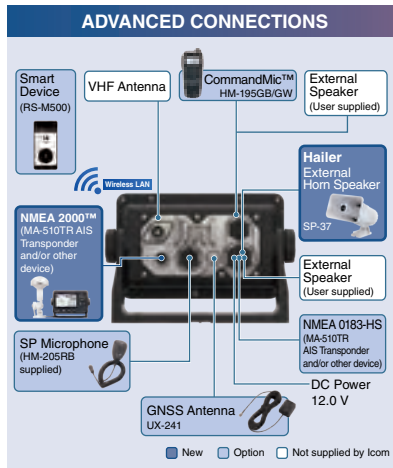 ADVANCED CONNECTIONS
Smart
Device
(RS-M500)
VHF Antenna
CommandMic™
HM-195GB/GW
External
Speaker
(User supplied)
Wireless LAN
Hailer
External
Horn Speaker
SP-37
NMEA 2000™
(MA-510TR AIS
Transponder
and/or other
device)
External
Speaker
(User supplied)
NMEA 0183-HS
(MA-510TR
AIS Transponder
and/or other device)
SP Microphone
(HM-205RB
supplied)
DC Power
12.0 V
GNSS Antenna
UX-241
New
Option
Not supplied by Icom